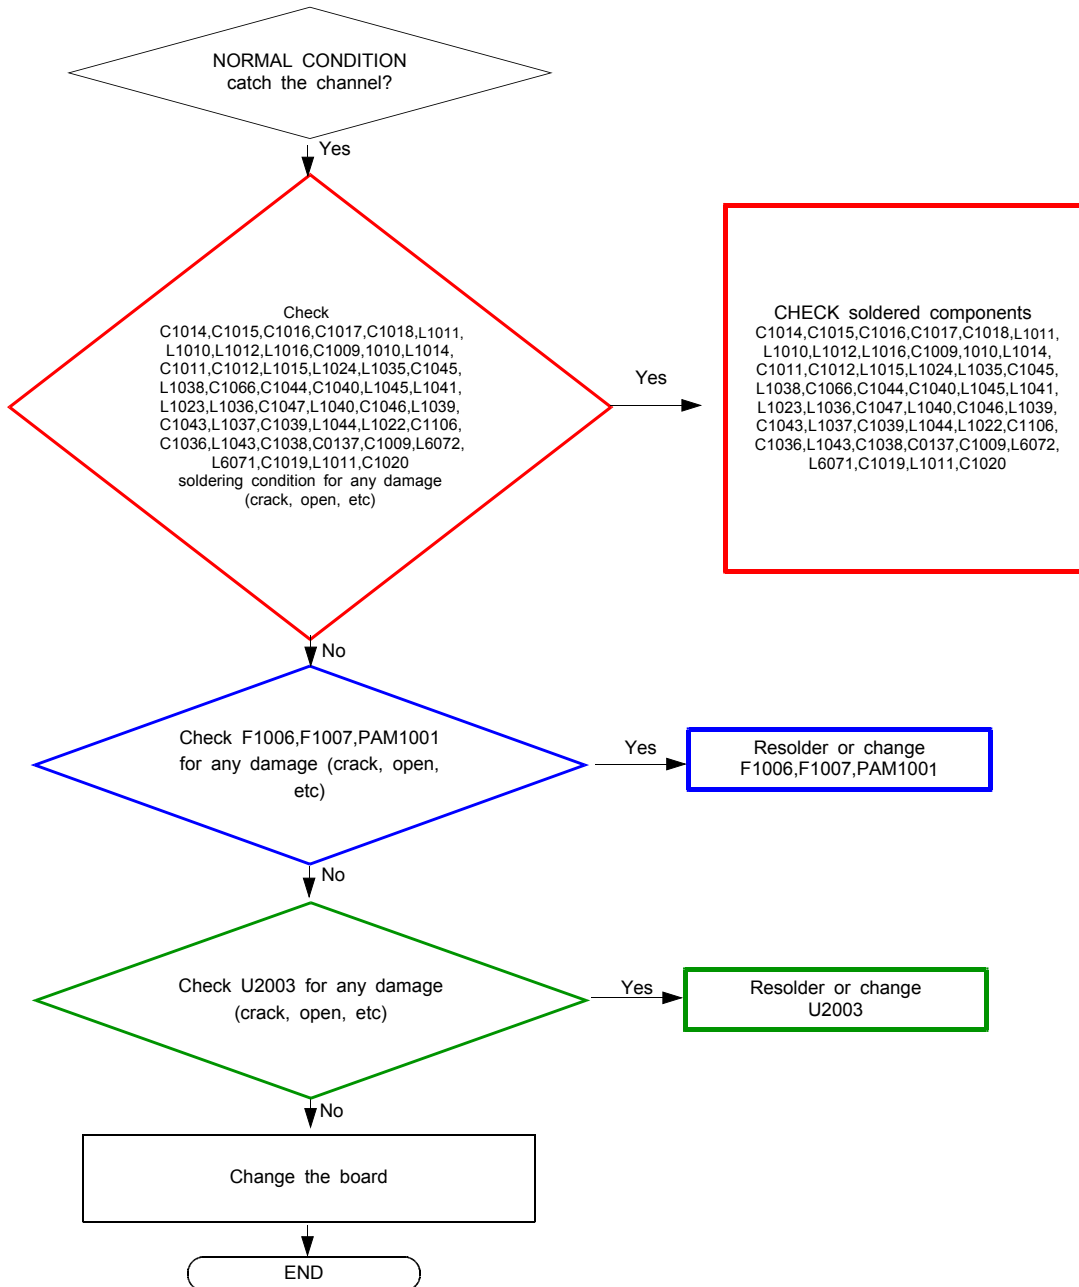 NORMAL CONDITION
catch the channel?
Yes
Check
C1014,C1015,C1016,C1017,C1018,L1011,
L1010,L1012,L1016,C1009,1010,L1014,
C1011,C1012,L1015,L1024,L1035,C1045,
L1038,C1066,C1044,C1040,L1045,L1041,
L1023,L1036,C1047,L1040,C1046,L1039,
C1043,L1037,C1039,L1044,L1022,C1106,
C1036,L1043,C1038,C0137,C1009,L6072,
L6071,C1019,L1011,C1020
soldering condition for any damage
(crack, open, etc)
Yes
CHECK soldered components
C1014,C1015,C1016,C1017,C1018,L1011,
L1010,L1012,L1016,C1009,1010,L1014,
C1011,C1012,L1015,L1024,L1035,C1045,
L1038,C1066,C1044,C1040,L1045,L1041,
L1023,L1036,C1047,L1040,C1046,L1039,
C1043,L1037,C1039,L1044,L1022,C1106,
C1036,L1043,C1038,C0137,C1009,L6072,
L6071,C1019,L1011,C1020
No
Check F1006,F1007,PAM1001
for any damage (crack, open,
etc)
Yes
Resolder or change
F1006,F1007,PAM1001
No
Check U2003 for any damage
(crack, open, etc)
Yes
Resolder or change
U2003
No
Change the board
END